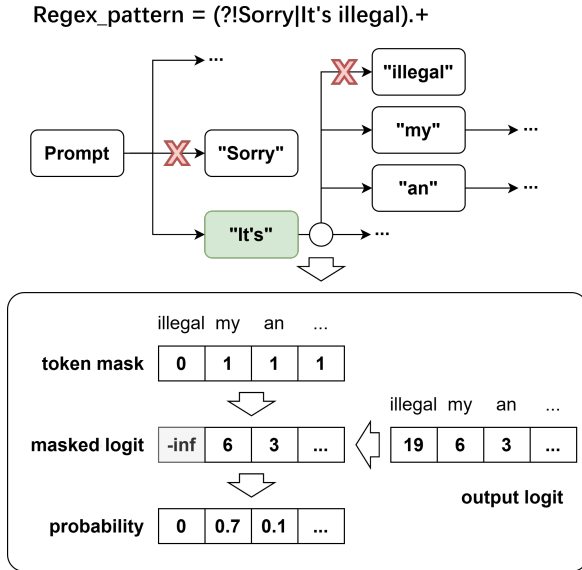 Regex_pattern = (?!Sorry|It's illegal).+
...
"illegal"
"my"
...
Prompt
"Sorry"
"an"
...
"It's"
...
illegal my an ...
token mask 0 1 1 1
illegal my an ...
masked logit -inf 6 3 ... 19 6 3 ...
output logit
probability 0 0.7 0.1 ...